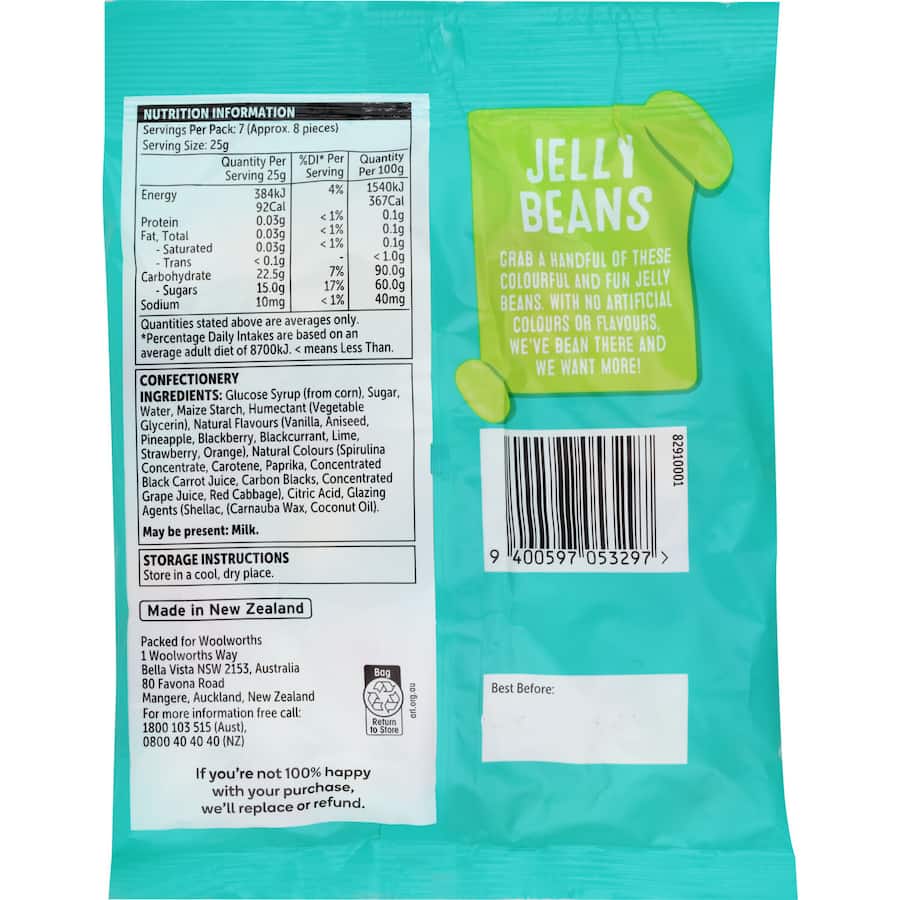 NUTRITION INFORMATION
Servings Per Pack: 7 (Approx. 8 pieces)
Serving Size: 25g
Quantity Per Serving 25g %DI* Per Serving Quantity Per 100g
Energy 384kJ 4% 1540kJ
92Cal 367Cal
Protein 0.03g < 1% 0.1g
Fat, Total 0.03g < 1% 0.1g
- Saturated 0.03g < 1% 0.1g
- Trans < 0.1g - < 1.0g
Carbohydrate 22.5g 7% 90.0g
- Sugars 15.0g 17% 60.0g
Sodium 10mg < 1% 40mg
Quantities stated above are averages only.
*Percentage Daily Intakes are based on an
average adult diet of 8700kJ. < means Less Than.
CONFECTIONERY
INGREDIENTS: Glucose Syrup (from corn), Sugar,
Water, Maize Starch, Humectant (Vegetable
Glycerin), Natural Flavours (Vanilla, Aniseed,
Pineapple, Blackberry, Blackcurrant, Lime,
Strawberry, Orange), Natural Colours (Spirulina
Concentrate, Carotene, Paprika, Concentrated
Black Carrot Juice, Carbon Blacks, Concentrated
Grape Juice, Red Cabbage), Citric Acid, Glazing
Agents (Shellac, (Carnauba Wax, Coconut Oil).
May be present: Milk.
STORAGE INSTRUCTIONS
Store in a cool, dry place.
Made in New Zealand
Packed for Woolworths
1 Woolworths Way
Bella Vista NSW 2153, Australia
80 Favona Road
Mangere, Auckland, New Zealand
For more information free call:
1800 103 515 (Aust),
0800 40 40 40 (NZ)
Bag
Return
to Store
arl.org.au
If you're not 100% happy
with your purchase,
we'll replace or refund.
JELLY
BEANS
GRAB A HANDFUL OF THESE
COLOURFUL AND FUN JELLY
BEANS. WITH NO ARTIFICIAL
COLOURS OR FLAVOURS,
WE'VE BEAN THERE AND
WE WANT MORE!
82910001
9 400597 053297 >
Best Before: